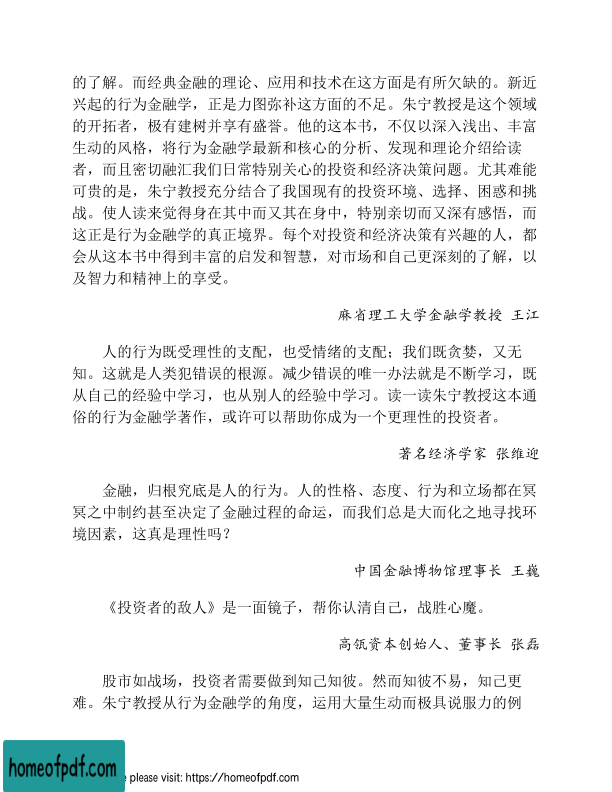 的了解。而经典金融的理论、应用和技术在这方面是有所欠缺的。新近
兴起的行为金融学，正是力图弥补这方面的不足。朱宁教授是这个领域
的开拓者，极有建树并享有盛誉。他的这本书，不仅以深入浅出、丰富
生动的风格，将行为金融学最新和核心的分析、发现和理论介绍给读
者，而且密切融汇我们日常特别关心的投资和经济决策问题。尤其难能
可贵的是，朱宁教授充分结合了我国现有的投资环境、选择、困惑和挑
战。使人读来觉得身在其中而又其在身中，特别亲切而又深有感悟，而
这正是行为金融学的真正境界。每个对投资和经济决策有兴趣的人，都
会从这本书中得到丰富的启发和智慧，对市场和自己更深刻的了解，以
及智力和精神上的享受。
麻省理工大学金融学教授 王江
人的行为既受理性的支配，也受情绪的支配；我们既贪婪，又无
知。这就是人类犯错误的根源。减少错误的唯一办法就是不断学习，既
从自己的经验中学习，也从别人的经验中学习。读一读朱宁教授这本通
俗的行为金融学著作，或许可以帮助你成为一个更理性的投资者。
著名经济学家 张维迎
金融，归根究底是人的行为。人的性格、态度、行为和立场都在冥
冥之中制约甚至决定了金融过程的命运，而我们总是大而化之地寻找环
境因素，这真是理性吗？
中国金融博物馆理事长 王巍
《投资者的敌人》是一面镜子，帮你认清自己，战胜心魔。
高瓴资本创始人、董事长 张磊
股市如战场，投资者需要做到知己知彼。然而知彼不易，知己更
难。朱宁教授从行为金融学的角度，运用大量生动而极具说服力的例
homeofpdf.com
e please visit: https://homeofpdf.com